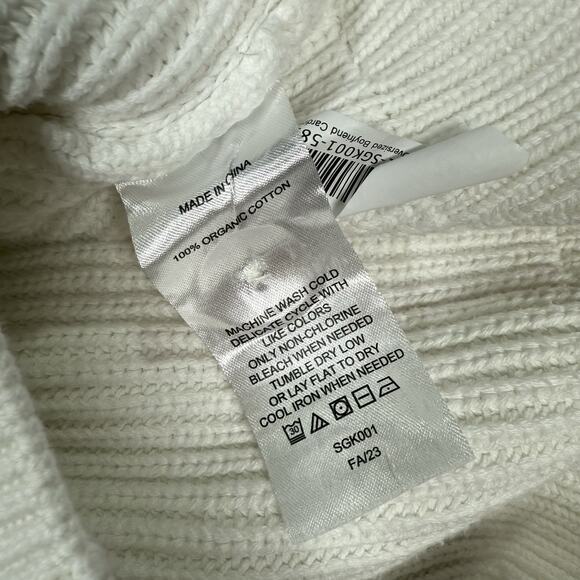 MADE IN CHINA
100% ORGANIC COTTON
MACHINE WASH COLD
DELICATE CYCLE WITH
LIKE COLORS
ONLY NON-CHLORINE
BLEACH WHEN NEEDED
TUMBLE DRY LOW
OR LAY FLAT TO DRY
COOL IRON WHEN NEEDED
30
SGK001
FA/23
SGK001-58
Boyfriend